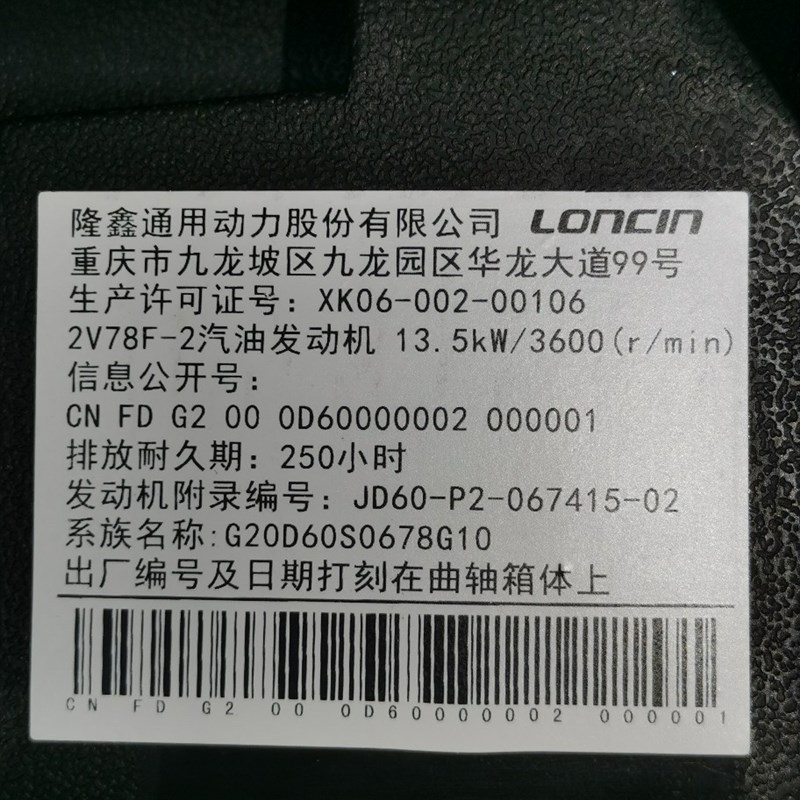 隆鑫通用动力股份有限公司 LONCIN
重庆市九龙坡区九龙园区华龙大道99号
生产许可证号：XK06-002-00106
2V78F-2汽油发动机 13.5kW/3600(r/min)
信息公开号：
CN FD G2 00 0D60000002 000001
排放耐久期：250小时
发动机附录编号：JD60-P2-067415-02
系族名称:G20D60S0678G10
出厂编号及日期打刻在曲轴箱体上
CN FD G2 00 0D60000002 000001